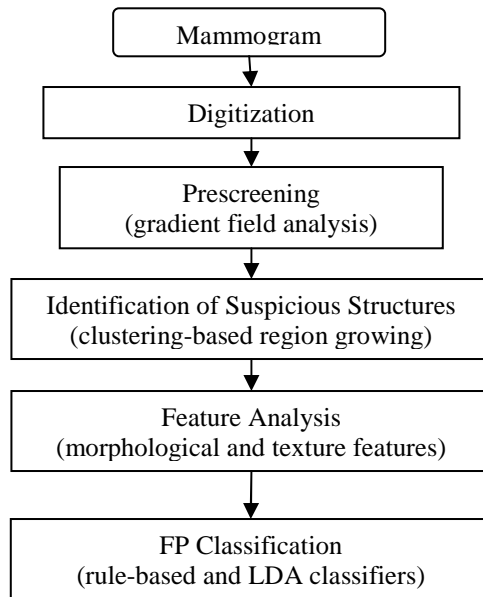 Mammogram
Digitization
Prescreening
(gradient field analysis)
Identification of Suspicious Structures
(clustering-based region growing)
Feature Analysis
(morphological and texture features)
FP Classification
(rule-based and LDA classifiers)